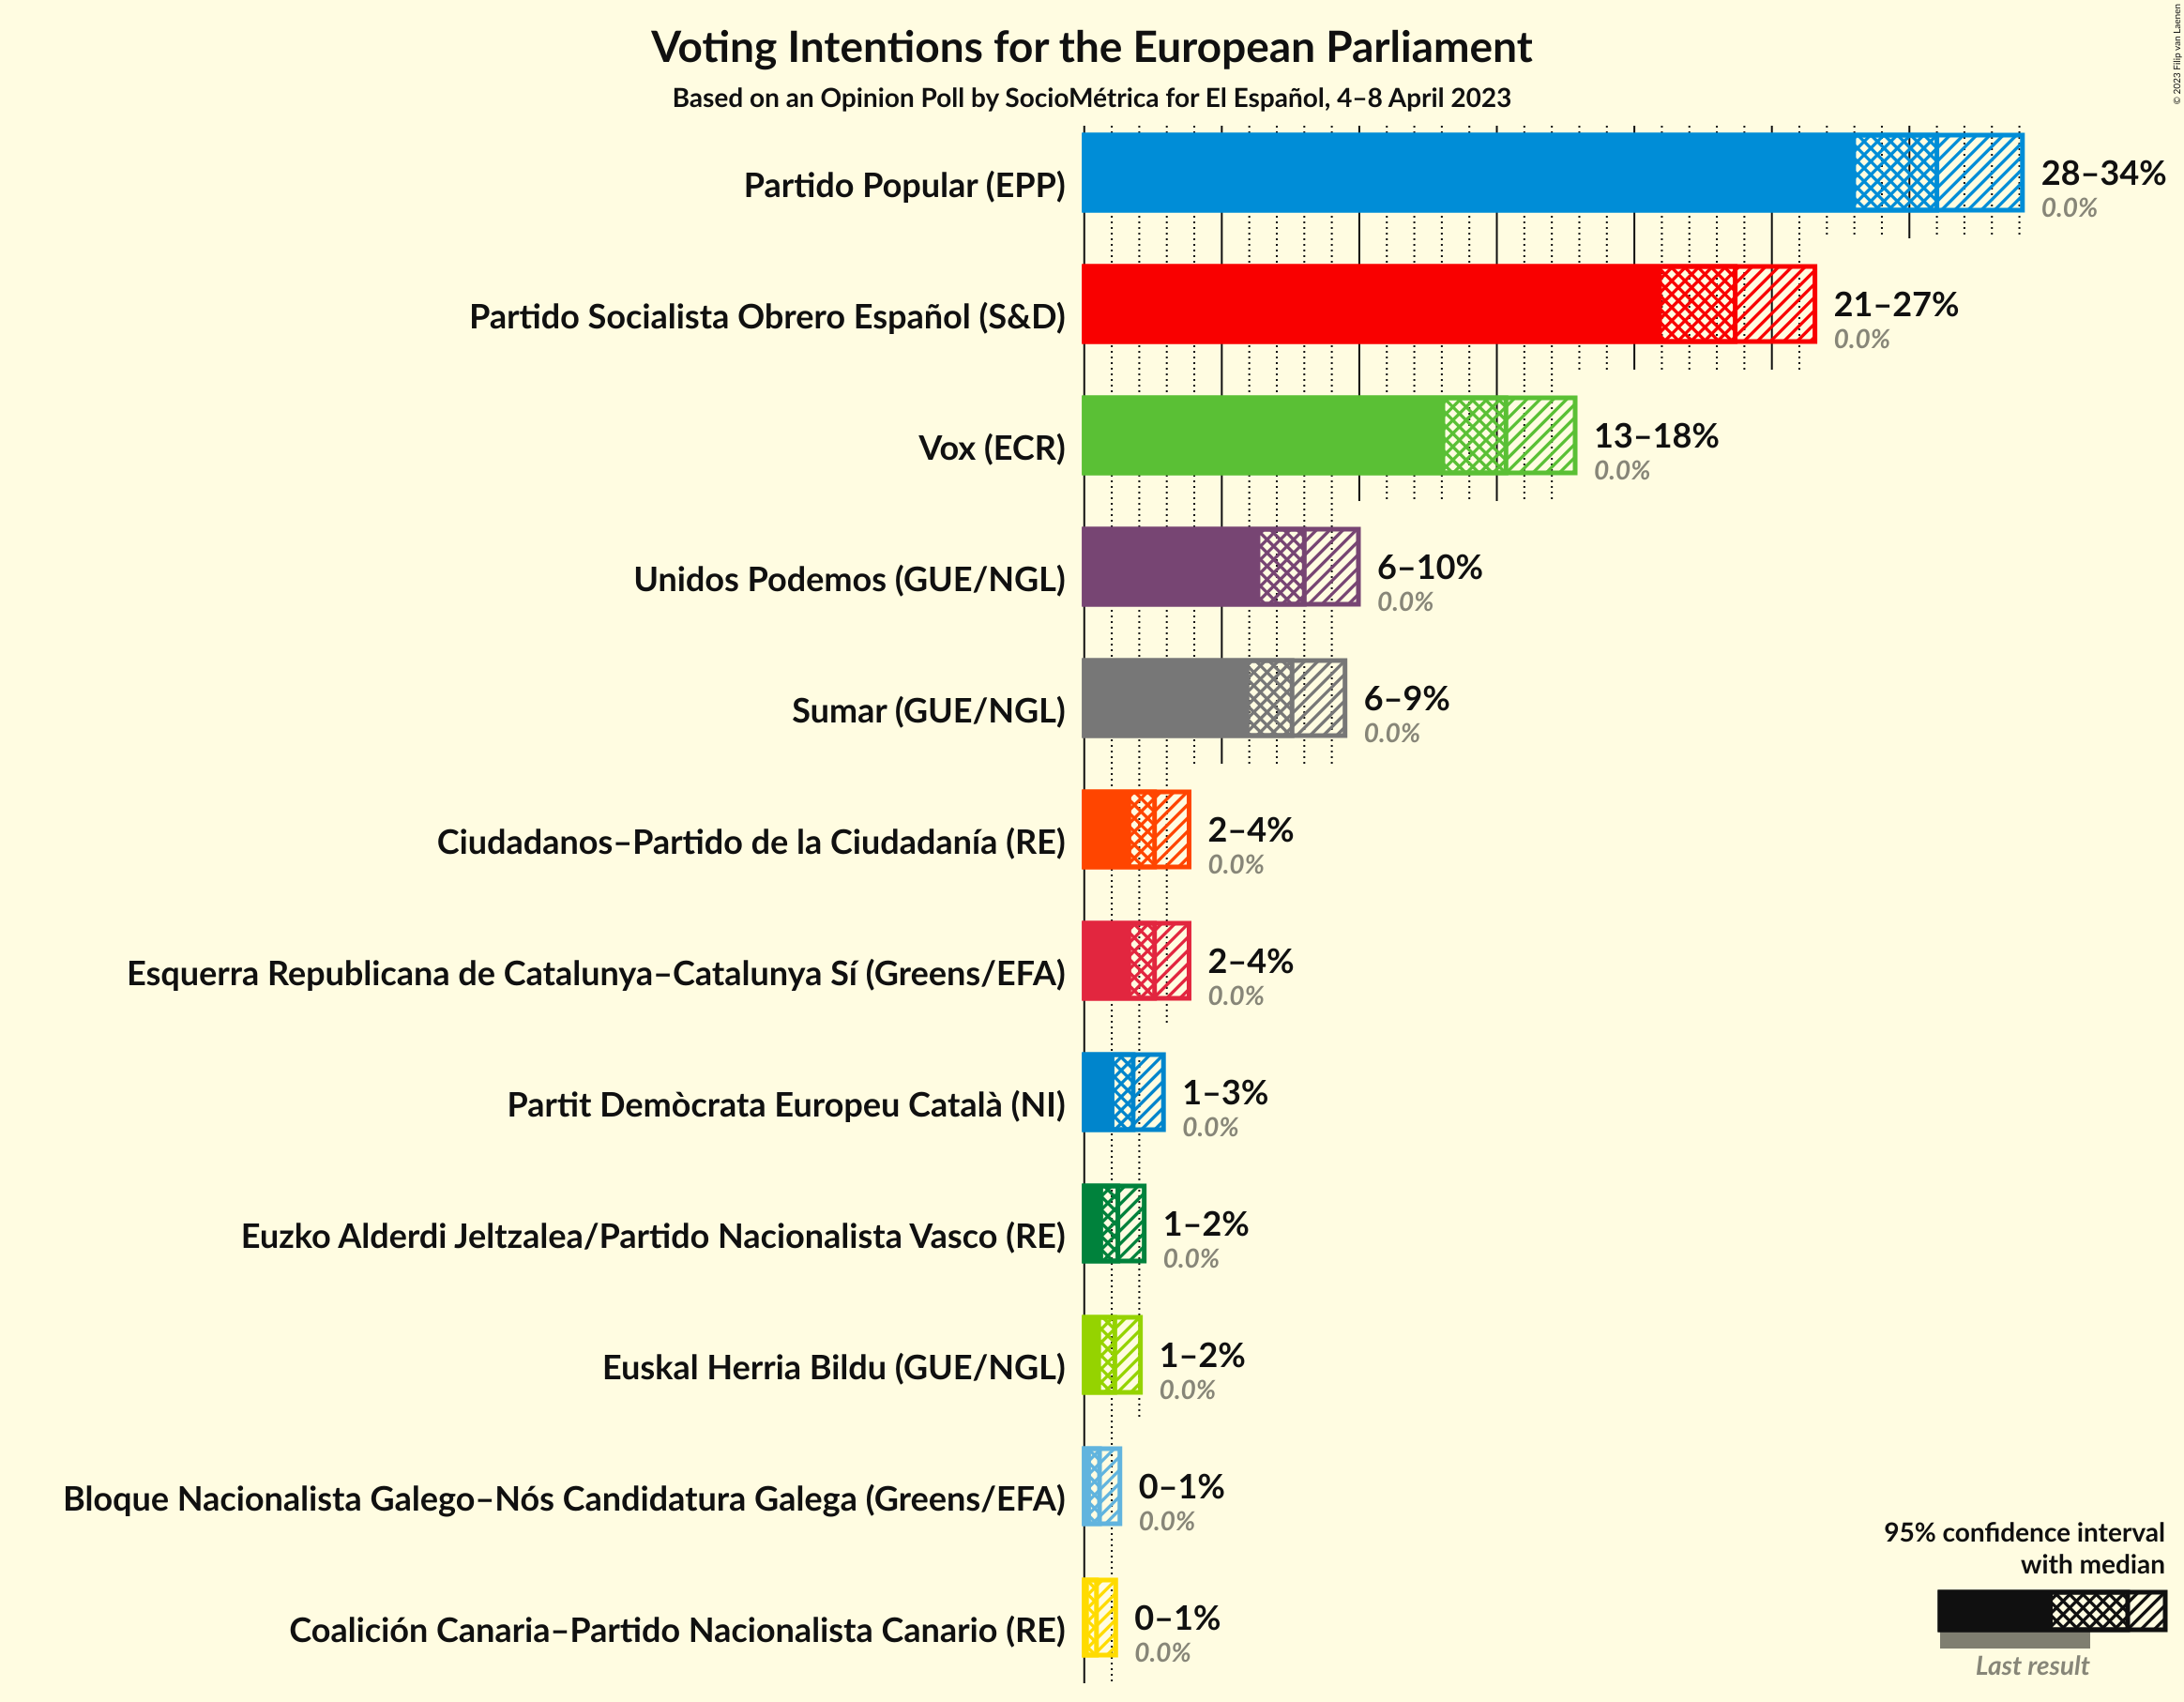 Voting Intentions for the European Parliament
Based on an Opinion Poll by SocioMétrica for El Español, 4–8 April 2023
© 2023 Filip van Laenen
Partido Popular (EPP)
28–34%
0.0%
Partido Socialista Obrero Español (S&D)
21–27%
0.0%
Vox (ECR)
13–18%
0.0%
Unidos Podemos (GUE/NGL)
6–10%
0.0%
Sumar (GUE/NGL)
6–9%
0.0%
Ciudadanos–Partido de la Ciudadanía (RE)
2–4%
0.0%
Esquerra Republicana de Catalunya–Catalunya Sí (Greens/EFA)
2–4%
0.0%
Partit Demòcrata Europeu Català (NI)
1–3%
0.0%
Euzko Alderdi Jeltzalea/Partido Nacionalista Vasco (RE)
1–2%
0.0%
Euskal Herria Bildu (GUE/NGL)
1–2%
0.0%
Bloque Nacionalista Galego–Nós Candidatura Galega (Greens/EFA)
0–1%
0.0%
Coalición Canaria–Partido Nacionalista Canario (RE)
0–1%
0.0%
95% confidence interval
with median
Last result